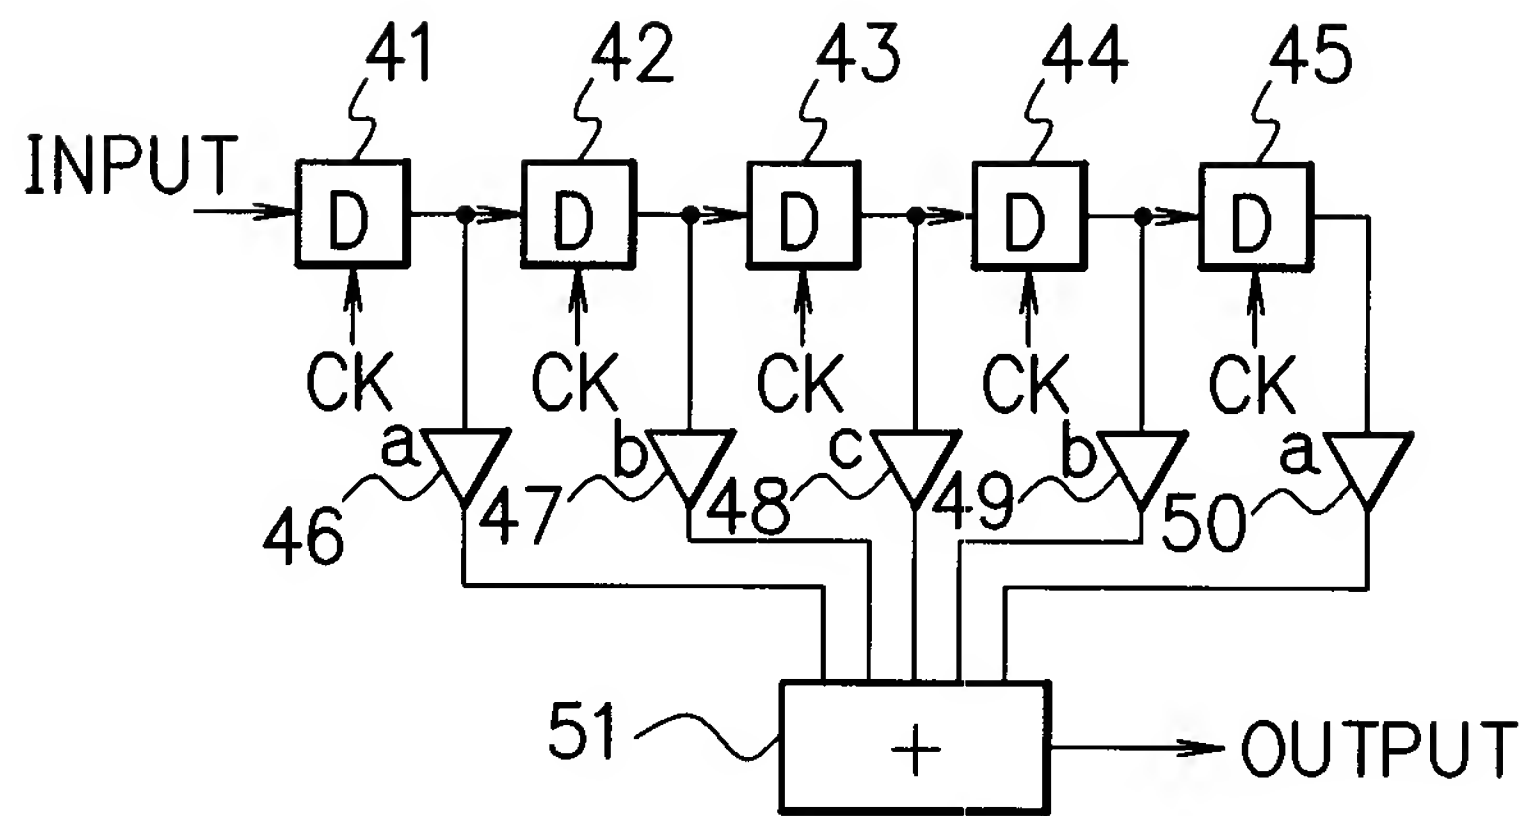 41 42 43 44 45
INPUT
D D D D D
CK CK CK CK CK
a b c b a
46 47 48 49 50
51 + OUTPUT